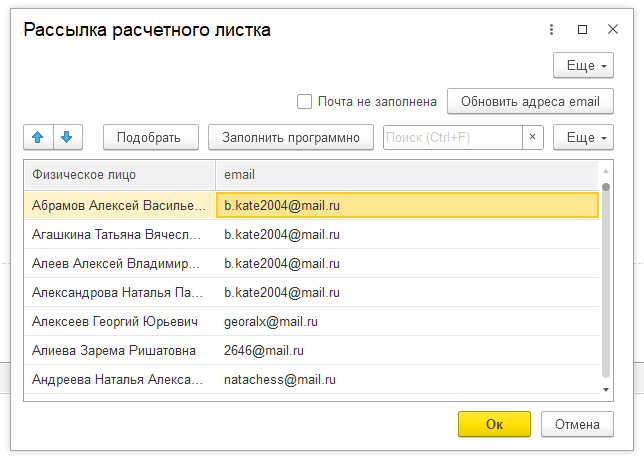 Рассылка расчетного листка
Еще
Почта не заполнена Обновить адреса email
Подобрать Заполнить программно Поиск (Ctrl+F) × Еще
Физическое лицо email
Абрамов Алексей Василье... b.kate2004@mail.ru
Агашкина Татьяна Вячесл... b.kate2004@mail.ru
Алеев Алексей Владимир... b.kate2004@mail.ru
Александрова Наталья Па... b.kate2004@mail.ru
Алексеев Георгий Юрьевич georalx@mail.ru
Алиева Зарема Ришатовна 2646@mail.ru
Андреева Наталья Алекса... natachess@mail.ru
Ок Отмена